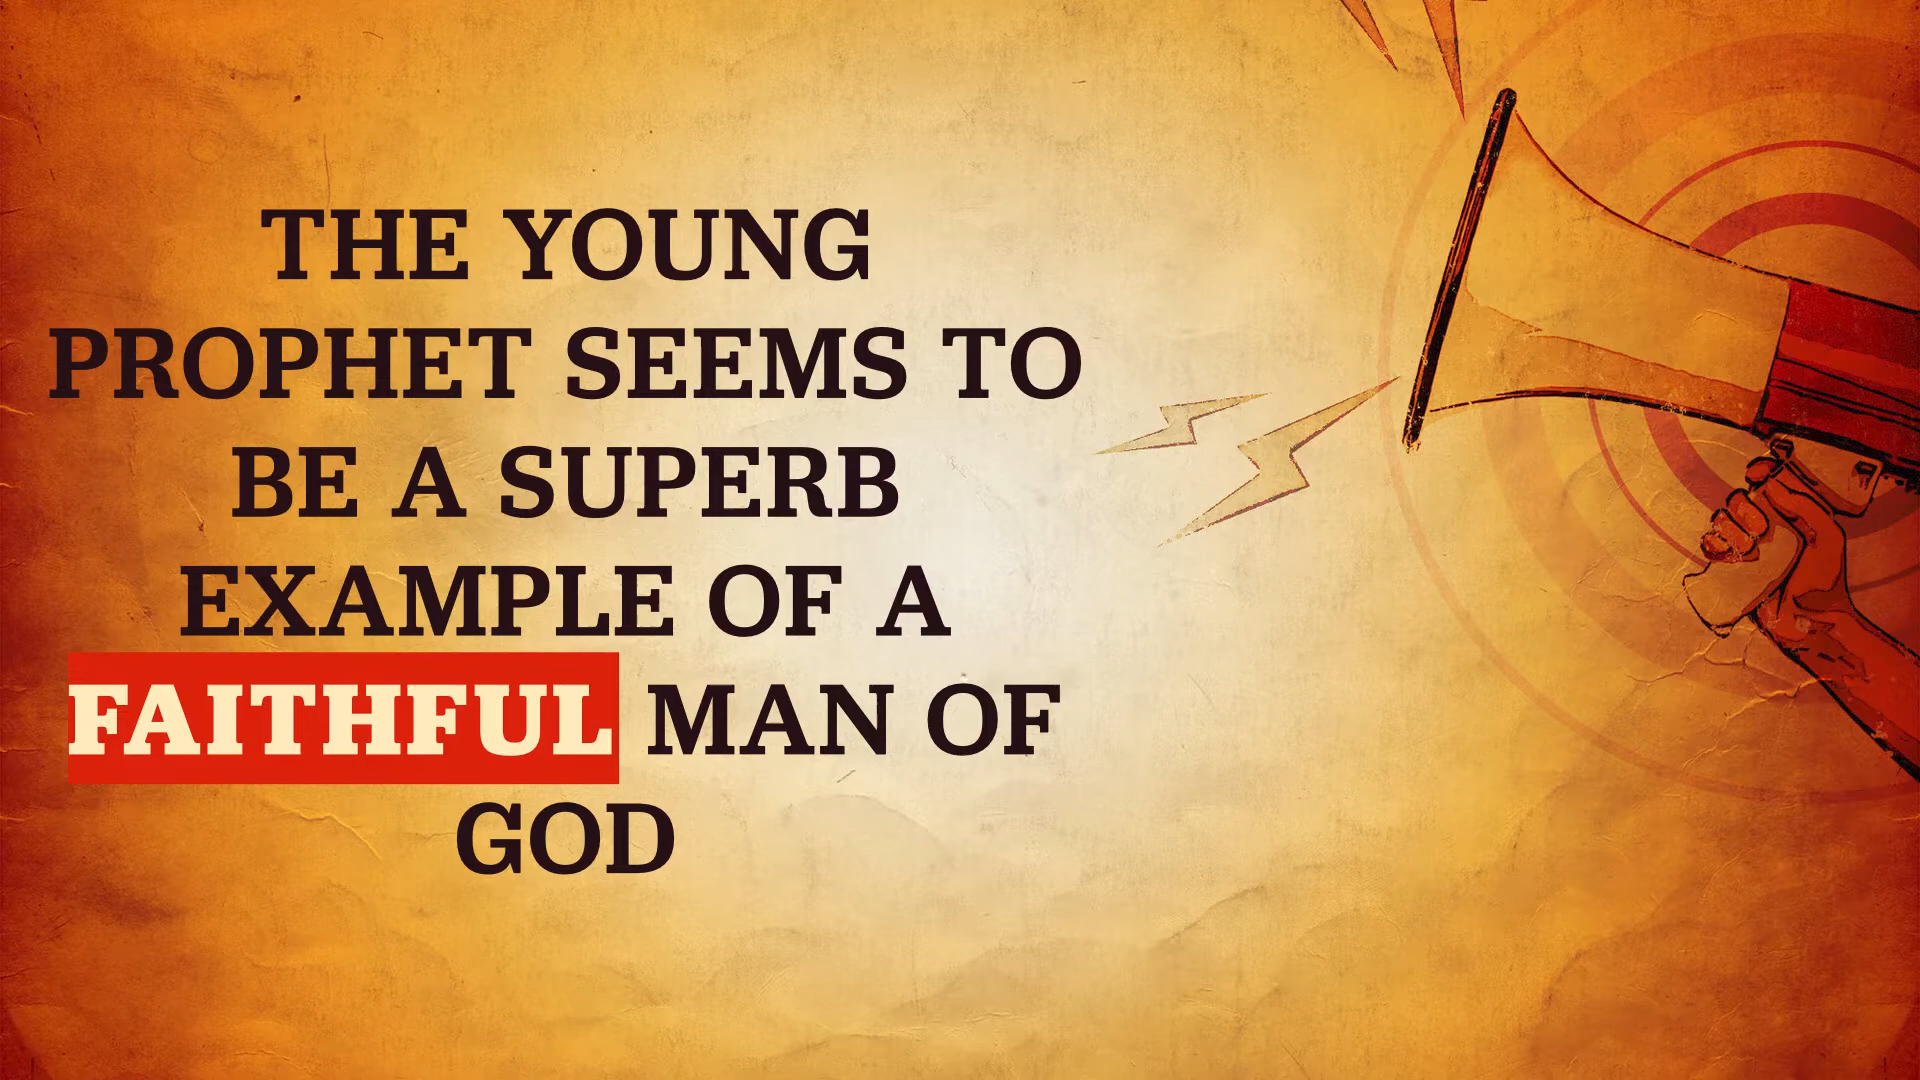 THE YOUNG
PROPHET SEEMS TO
BE A SUPERB
EXAMPLE OF A
FAITHFUL MAN OF
GOD